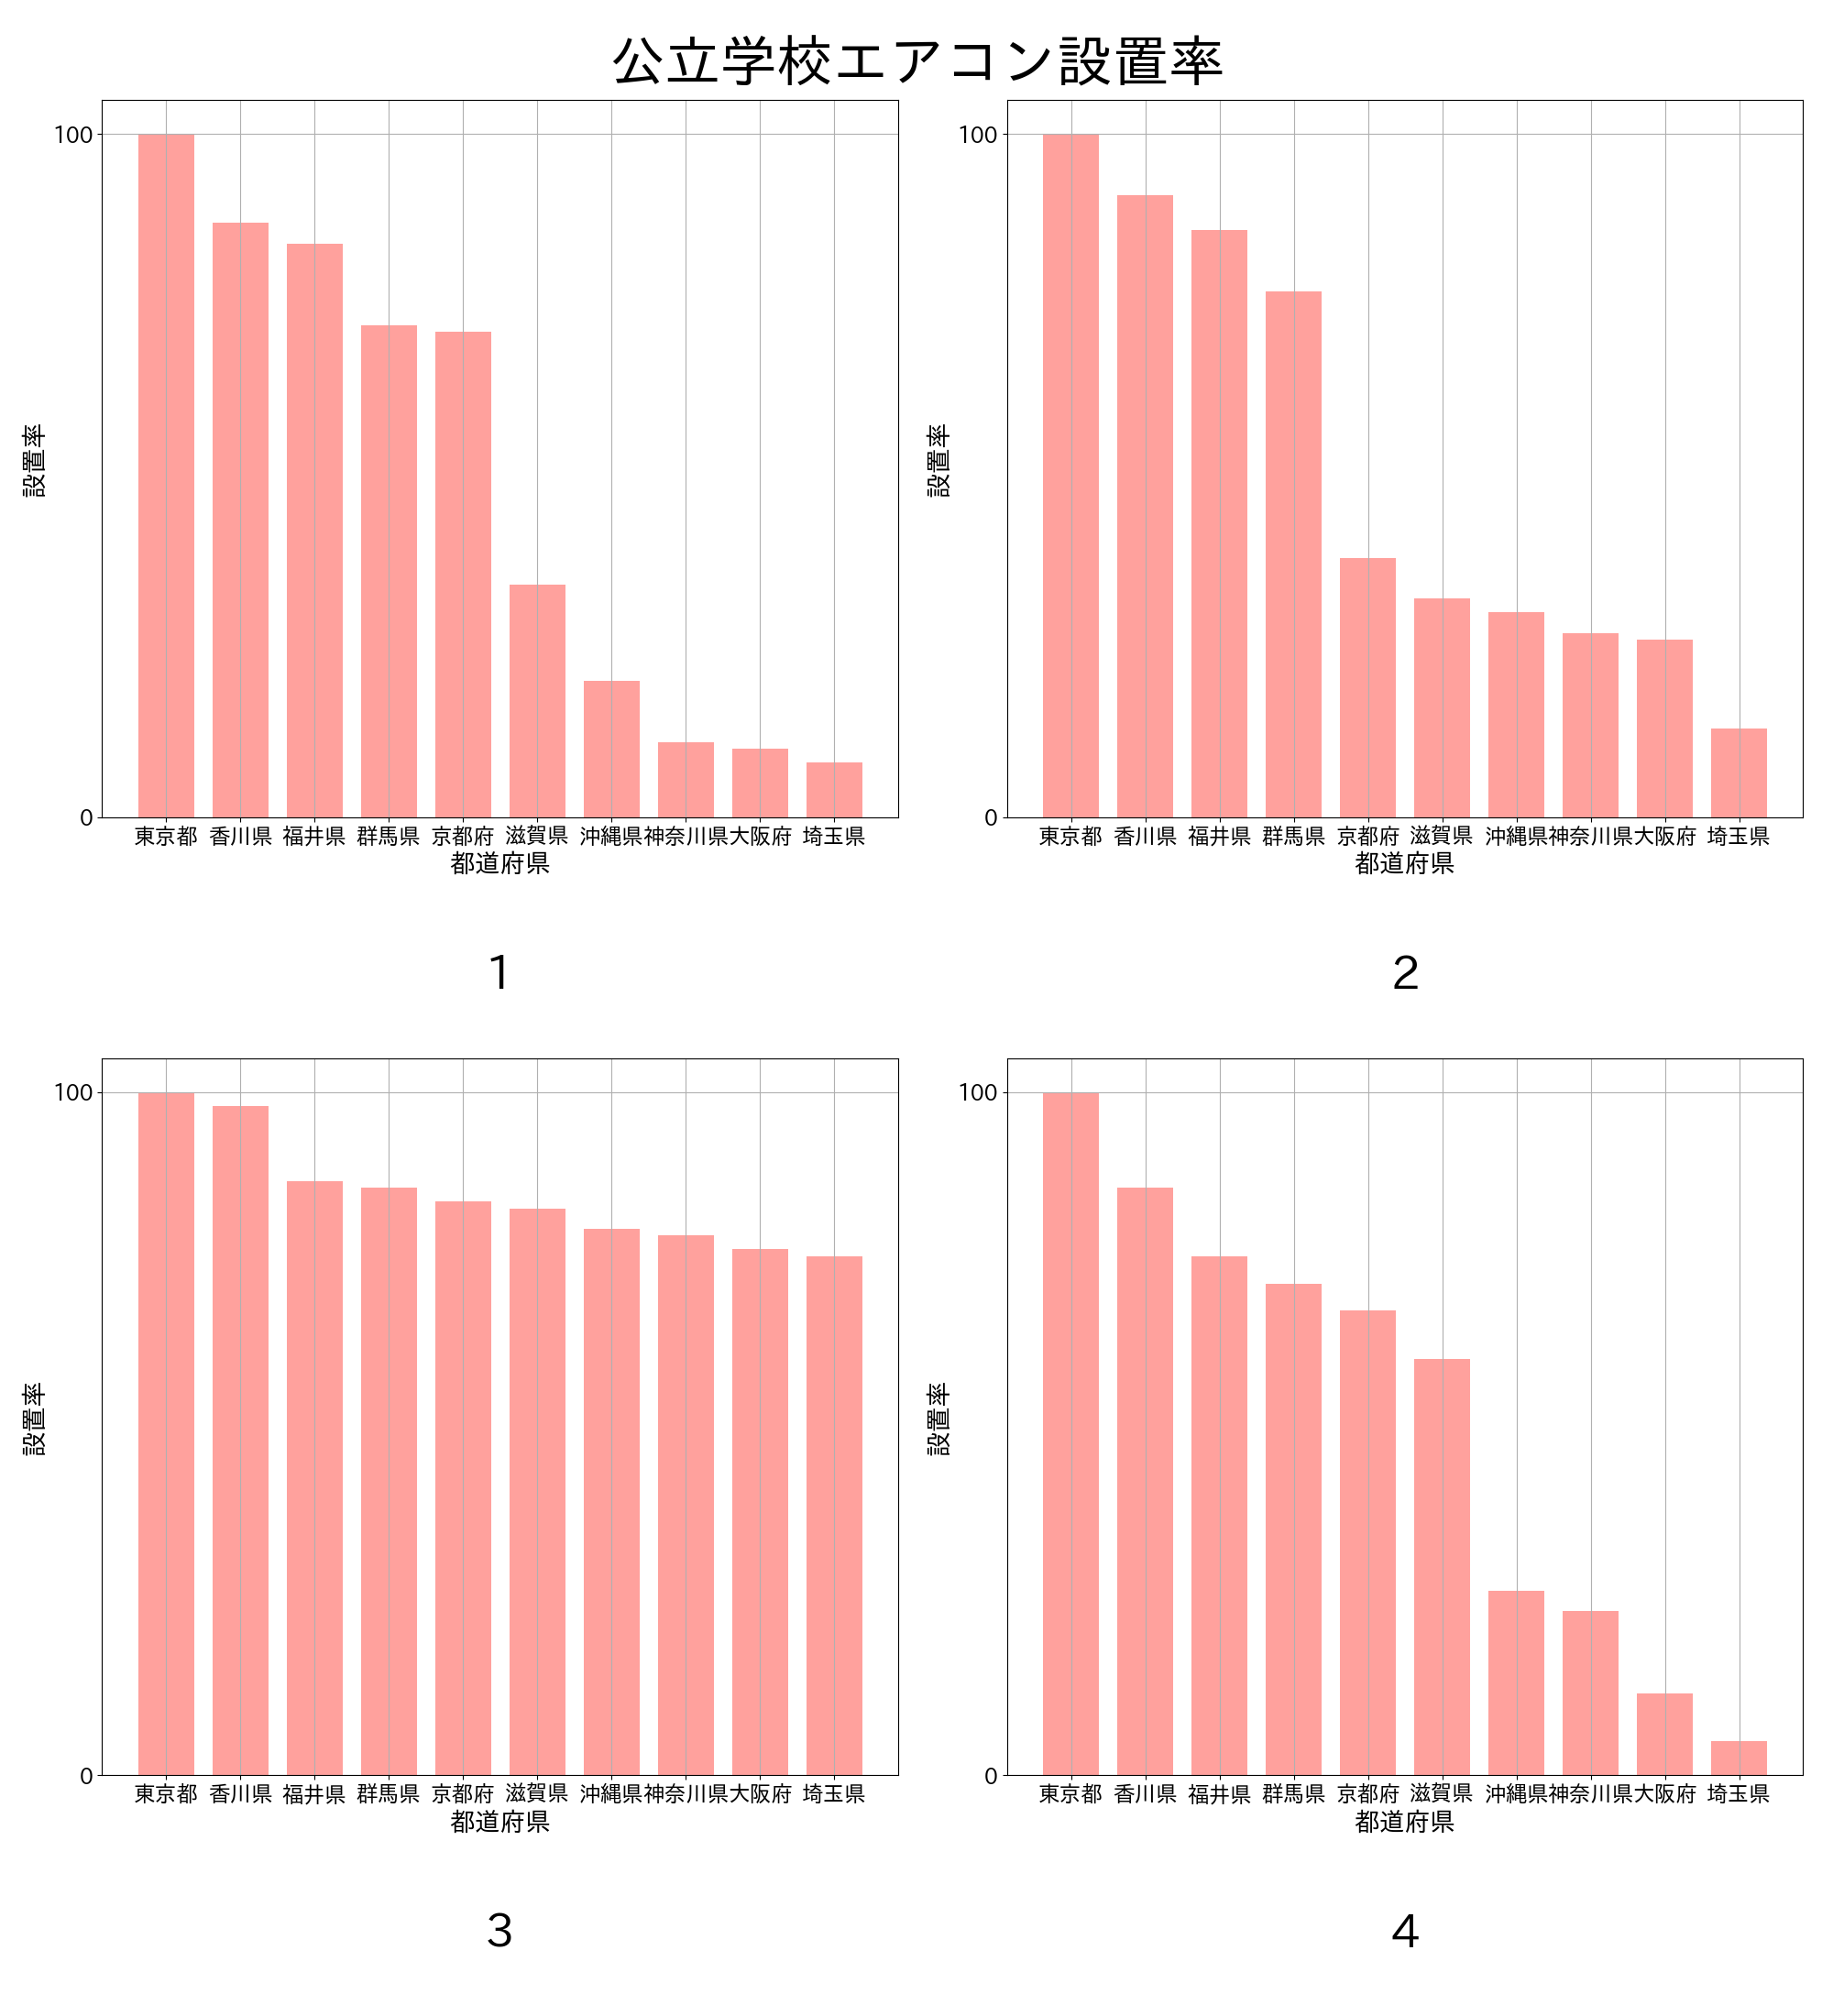 公立学校エアコン設置率
100
0
設置率
東京都 香川県 福井県 群馬県 京都府 滋賀県 沖縄県 神奈川県 大阪府 埼玉県
都道府県
1
100
0
設置率
東京都 香川県 福井県 群馬県 京都府 滋賀県 沖縄県 神奈川県 大阪府 埼玉県
都道府県
2
100
0
設置率
東京都 香川県 福井県 群馬県 京都府 滋賀県 沖縄県 神奈川県 大阪府 埼玉県
都道府県
3
100
0
設置率
東京都 香川県 福井県 群馬県 京都府 滋賀県 沖縄県 神奈川県 大阪府 埼玉県
都道府県
4